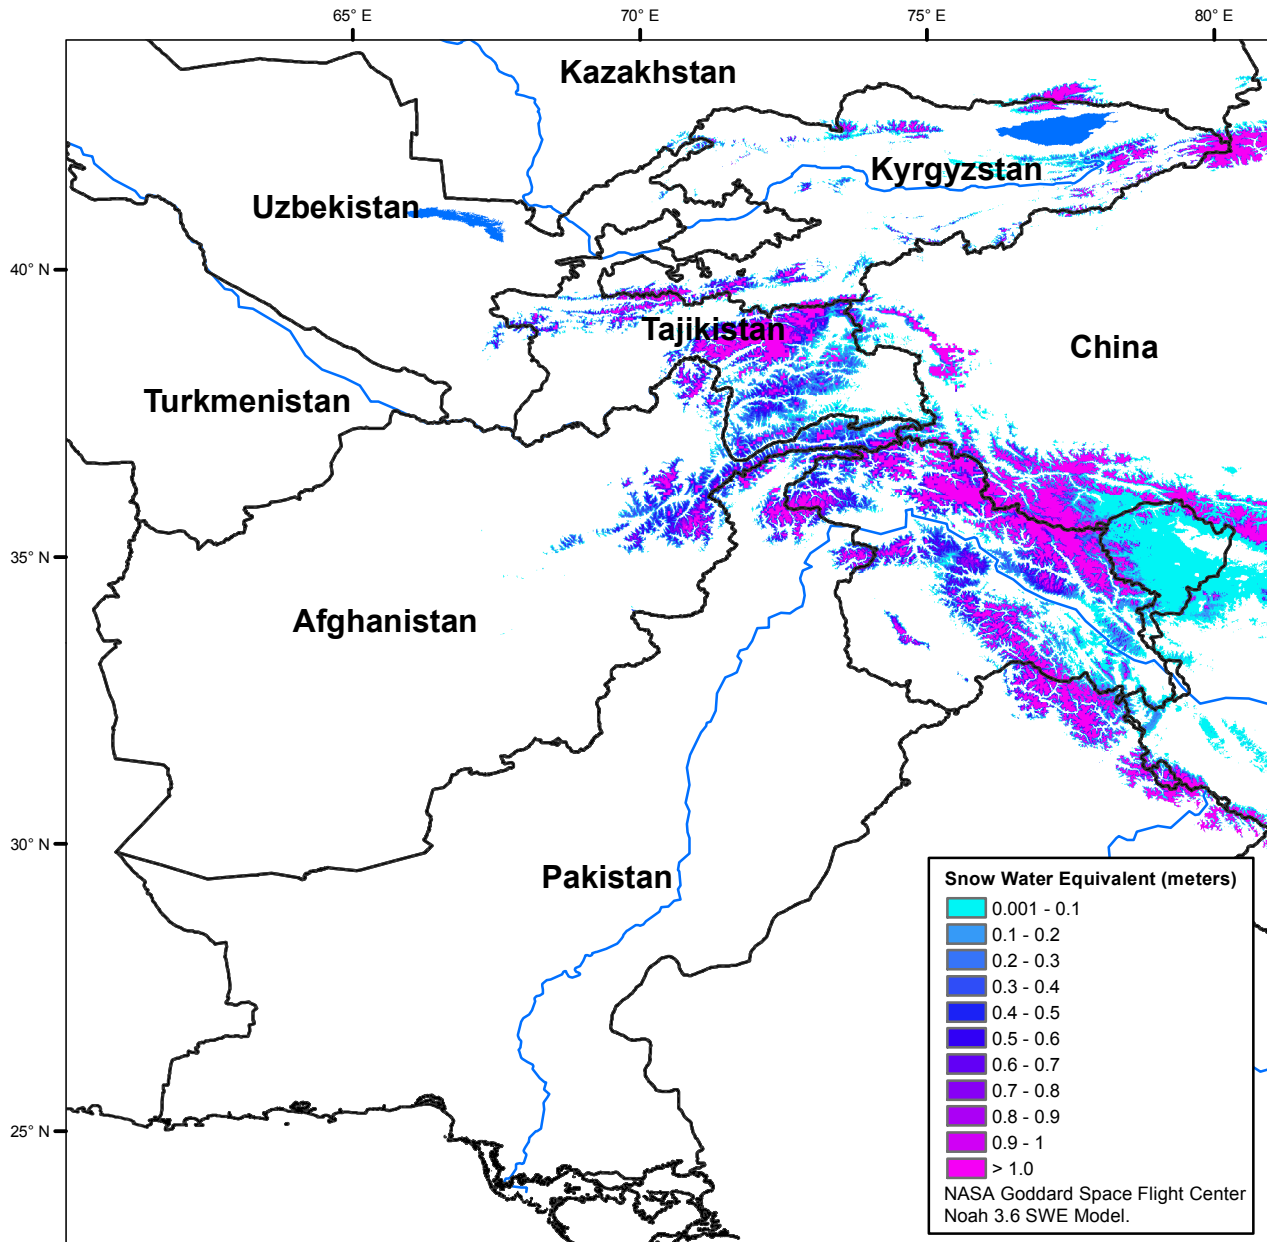 65° E
70° E
75° E
80° E
Kazakhstan
Kyrgyzstan
Uzbekistan
40° N
Tajikistan
China
Turkmenistan
35° N
Afghanistan
30° N
Pakistan
25° N
Snow Water Equivalent (meters)
0.001 - 0.1
0.1 - 0.2
0.2 - 0.3
0.3 - 0.4
0.4 - 0.5
0.5 - 0.6
0.6 - 0.7
0.7 - 0.8
0.8 - 0.9
0.9 - 1
> 1.0
NASA Goddard Space Flight Center
Noah 3.6 SWE Model.